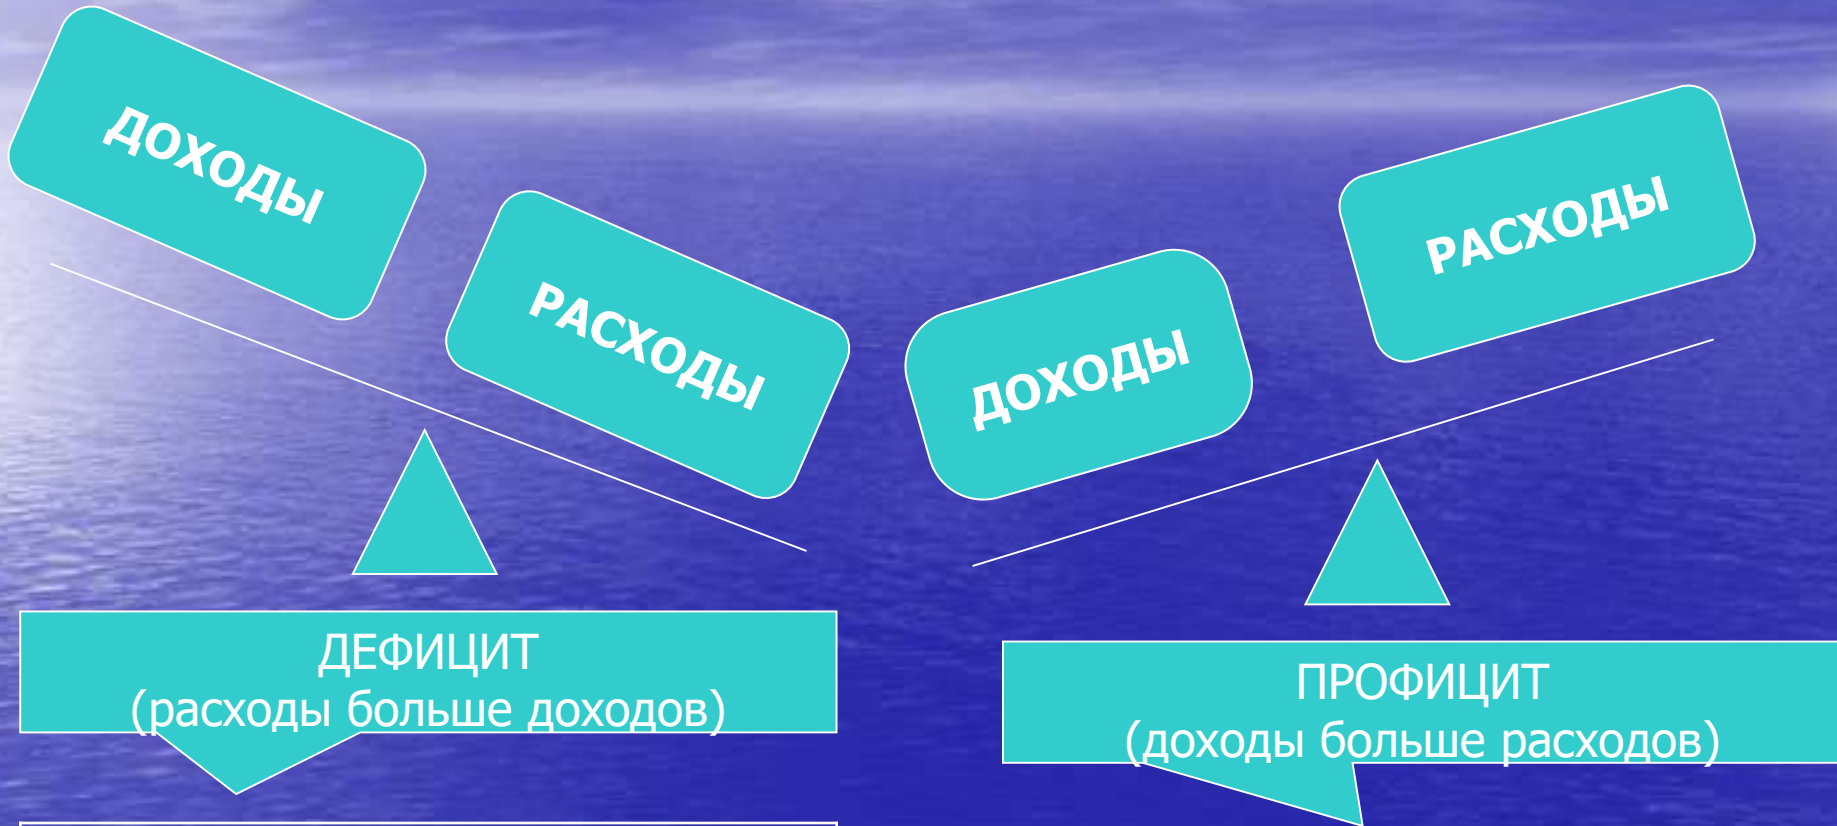 ДОХОДЫ
РАСХОДЫ
ДЕФИЦИТ
(расходы больше доходов)
ДОХОДЫ
РАСХОДЫ
ПРОФИЦИТ
(доходы больше расходов)